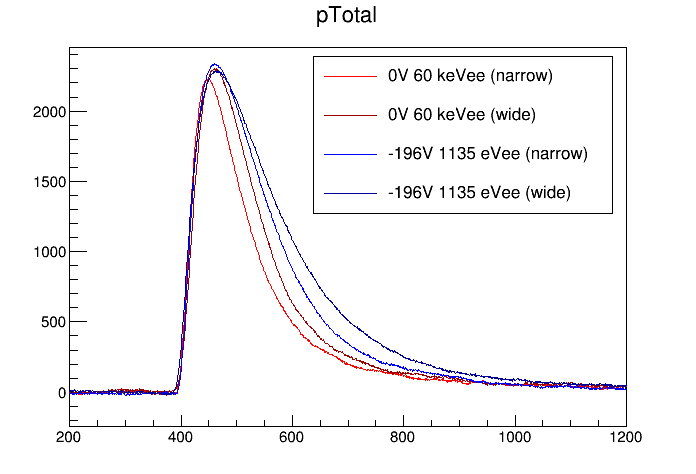 pTotal
0V 60 keVee (narrow)
0V 60 keVee (wide)
-196V 1135 eVee (narrow)
-196V 1135 eVee (wide)
2000
1500
1000
500
0
200 400 600 800 1000 1200